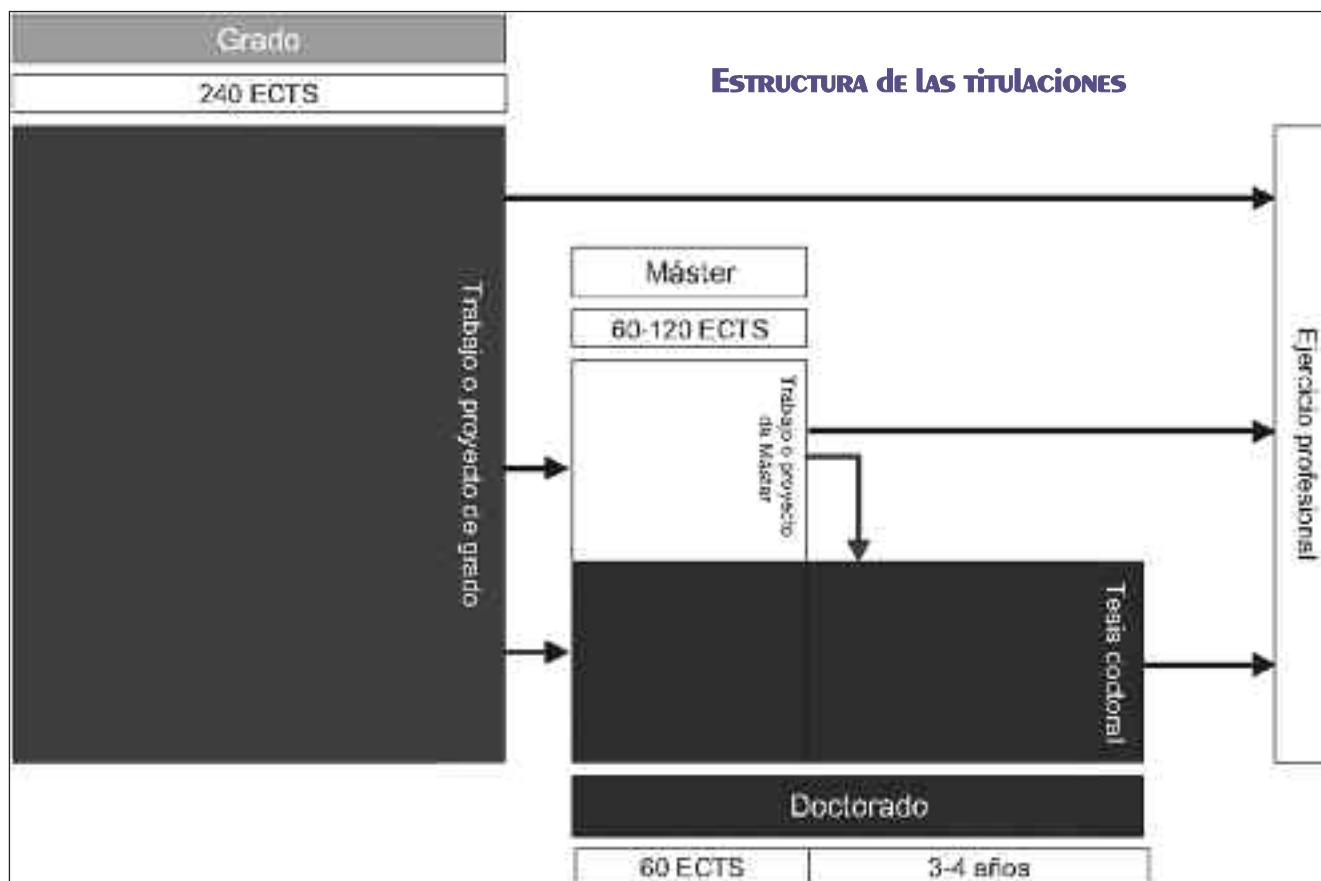 Grado
240 ECTS
Estructura de las titulaciones
Trabajo o proyecto de grado
Máster
60-120 ECTS
Trabajo o proyecto
de Máster
Ejercicio profesional
Tesis doctoral
Doctorado
60 ECTS
3-4 años